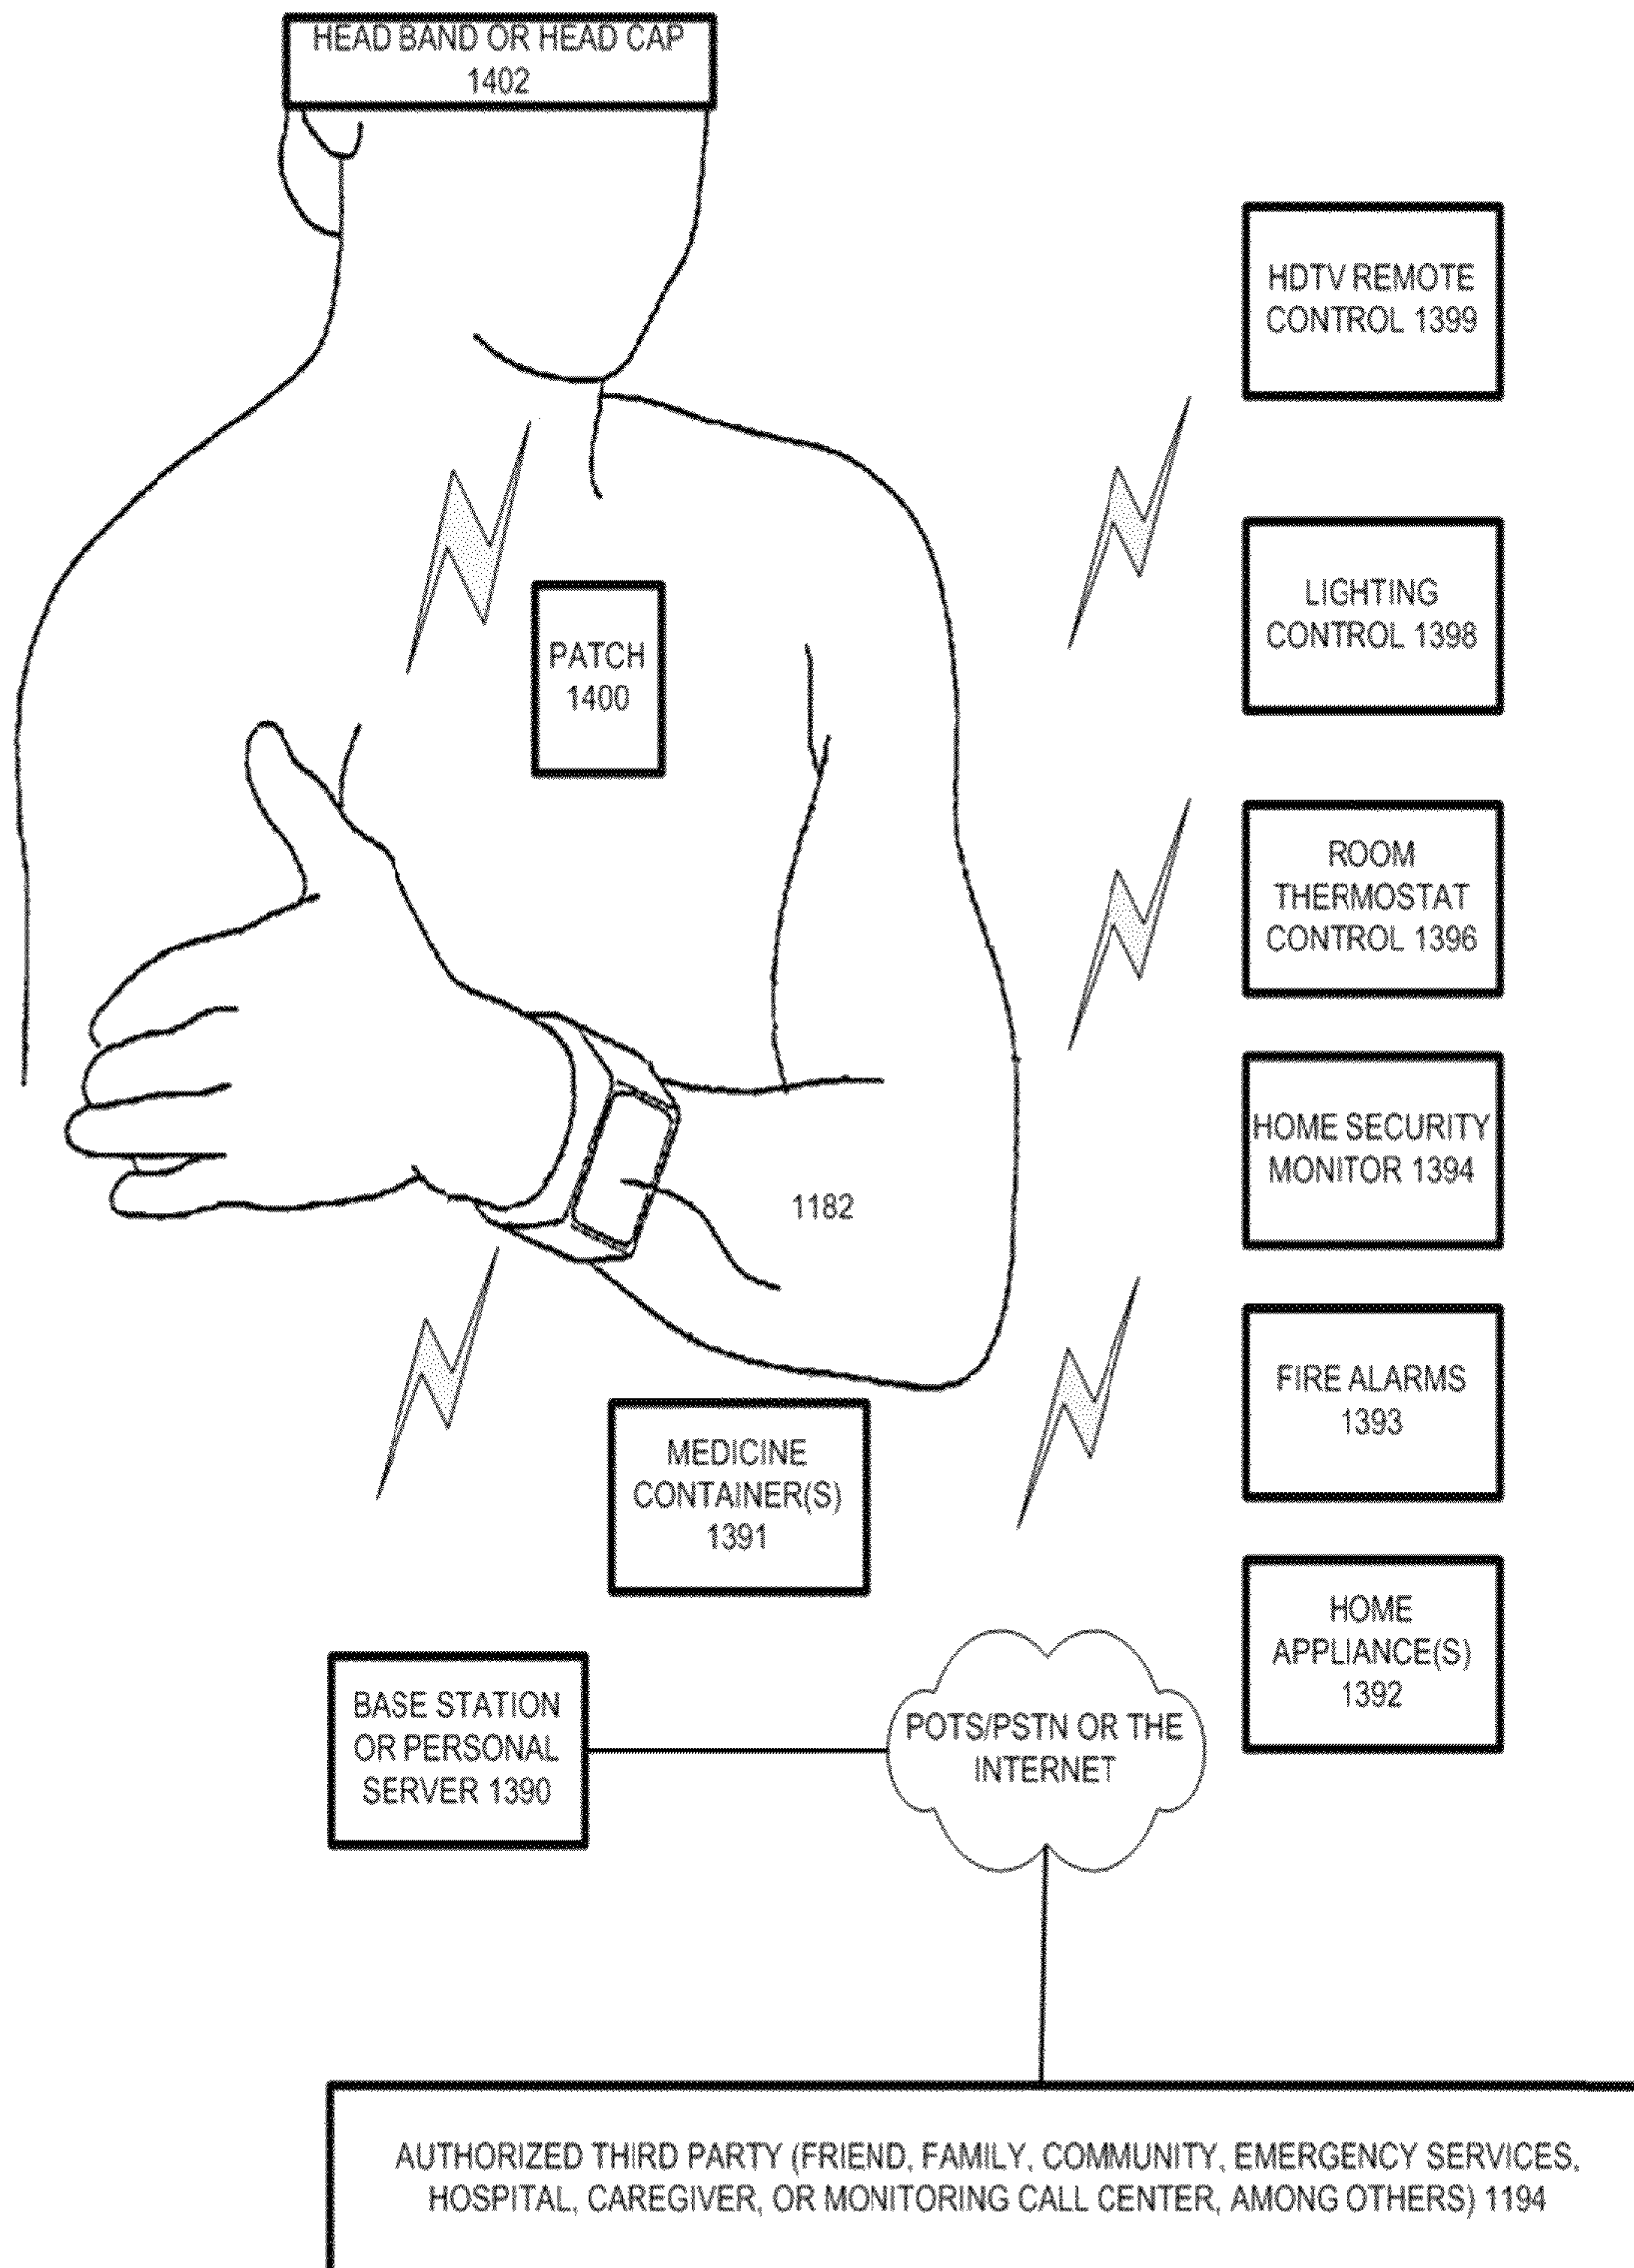 HEAD BAND OR HEAD CAP
1402
HDTV REMOTE
CONTROL 1399
LIGHTING
CONTROL 1398
PATCH
1400
ROOM
THERMOSTAT
CONTROL 1396
HOME SECURITY
MONITOR 1394
1182
FIRE ALARMS
1393
MEDICINE
CONTAINER(S)
1391
HOME
APPLIANCE(S)
1392
BASE STATION
OR PERSONAL
SERVER 1390
POTS/PSTN OR THE
INTERNET
AUTHORIZED THIRD PARTY (FRIEND, FAMILY, COMMUNITY, EMERGENCY SERVICES,
HOSPITAL, CAREGIVER, OR MONITORING CALL CENTER, AMONG OTHERS) 1194